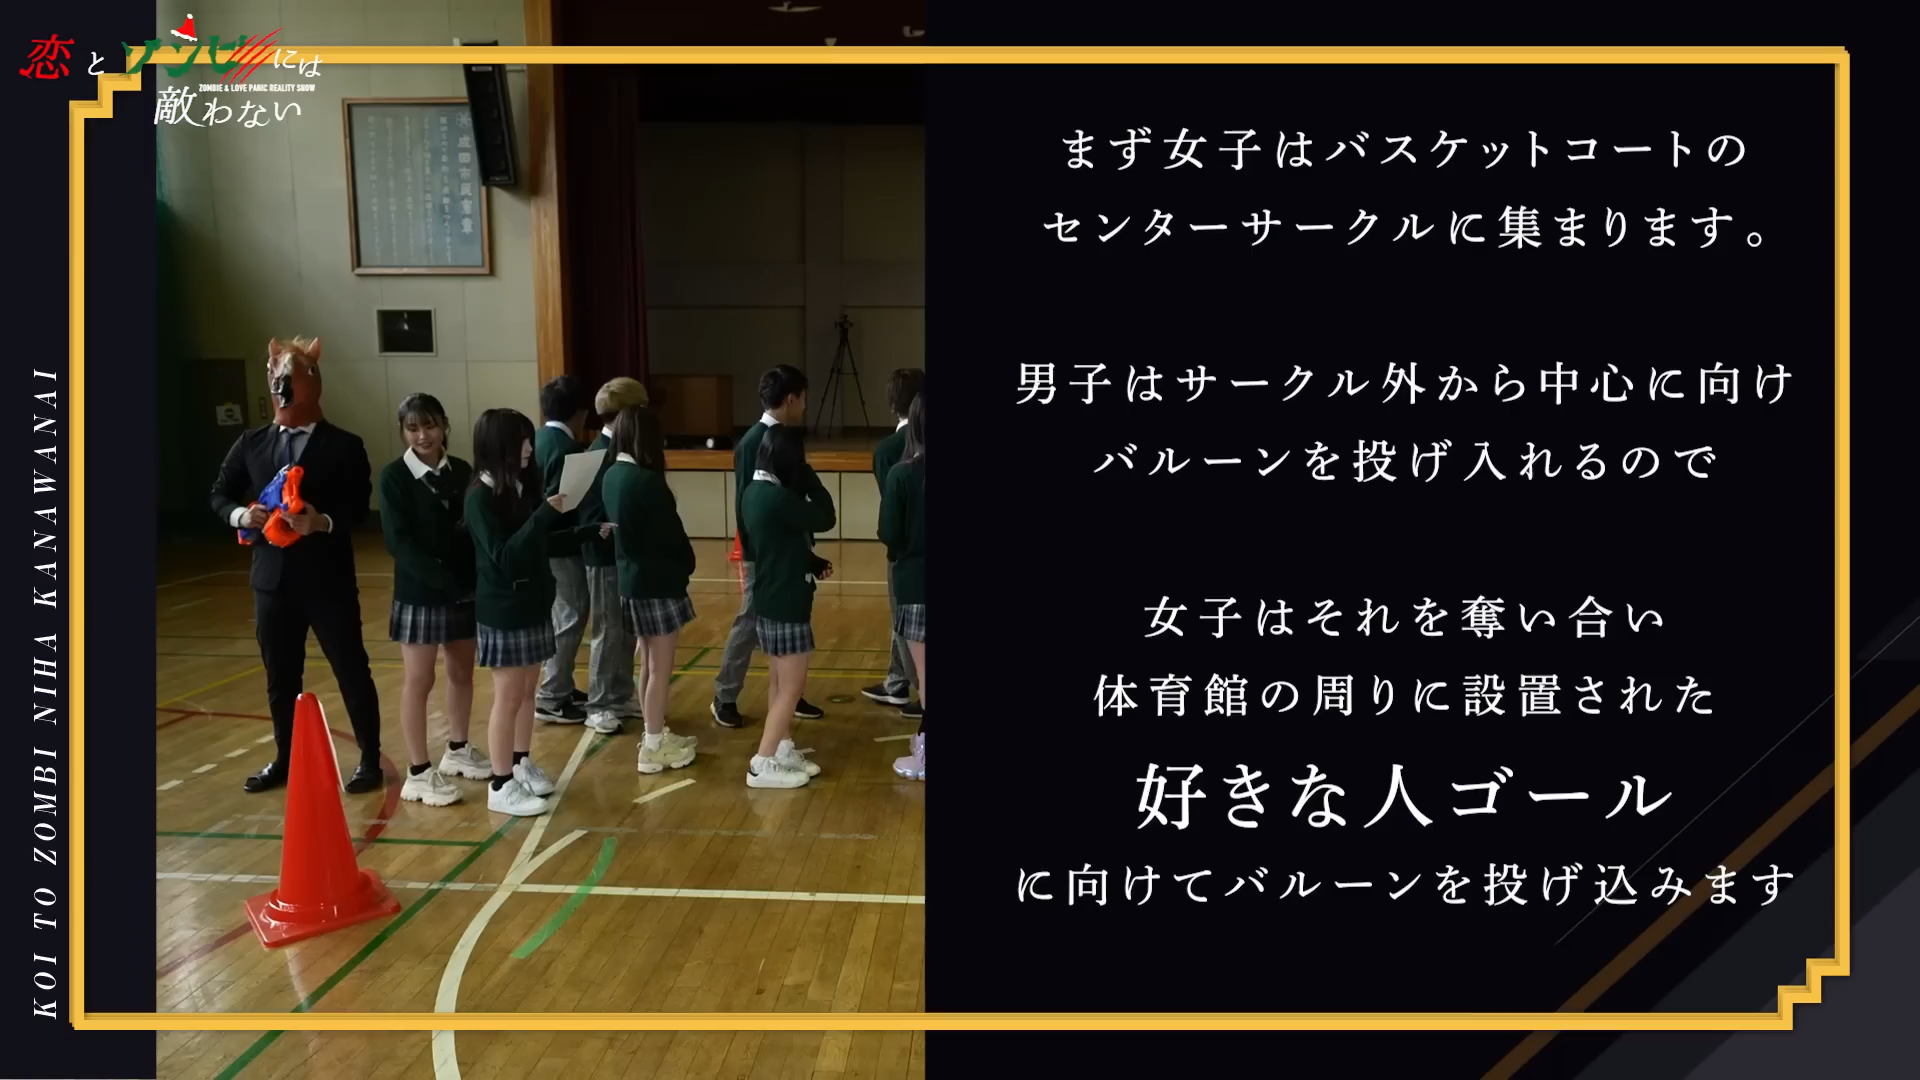 恋とゾンビには
ZOMBIE & LOVE PANIC REALITY SHOW
敵わない
成田市民憲章
KOI TO ZOMBI NIHA KANAWANAI
まず女子はバスケットコートの
センターサークルに集まります。
男子はサークル外から中心に向け
バルーンを投げ入れるので
女子はそれを奪い合い
体育館の周りに設置された
好きな人ゴール
に向けてバルーンを投げ込みます